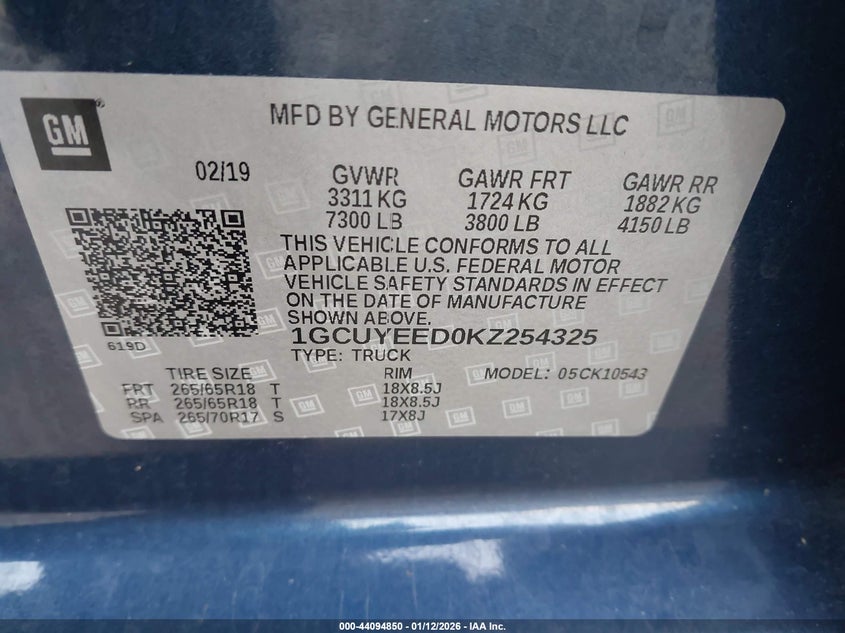 GM
MFD BY GENERAL MOTORS LLC
02/19
GVWR
3311 KG
7300 LB
GAWR FRT
1724 KG
3800 LB
GAWR RR
1882 KG
4150 LB
THIS VEHICLE CONFORMS TO ALL
APPLICABLE U.S. FEDERAL MOTOR
VEHICLE SAFETY STANDARDS IN EFFECT
ON THE DATE OF MANUFACTURE
SHOWN ABOVE.
619D
1GCUYEED0KZ254325
TYPE: TRUCK
TIRE SIZE RIM MODEL: 05CK10543
FRT 265/65R18 T 18X8.5J
RR 265/65R18 T 18X8.5J
SPA 265/70R17 S 17X8J
000-44094850 - 01/12/2026 - IAA Inc.